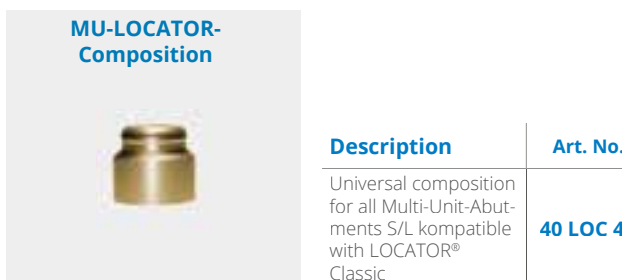 MU-LOCATOR-
Composition
Description
Art. No.
Universal composition
for all Multi-Unit-Abut-
ments S/L kompatible
with LOCATOR®
Classic
40 LOC 4